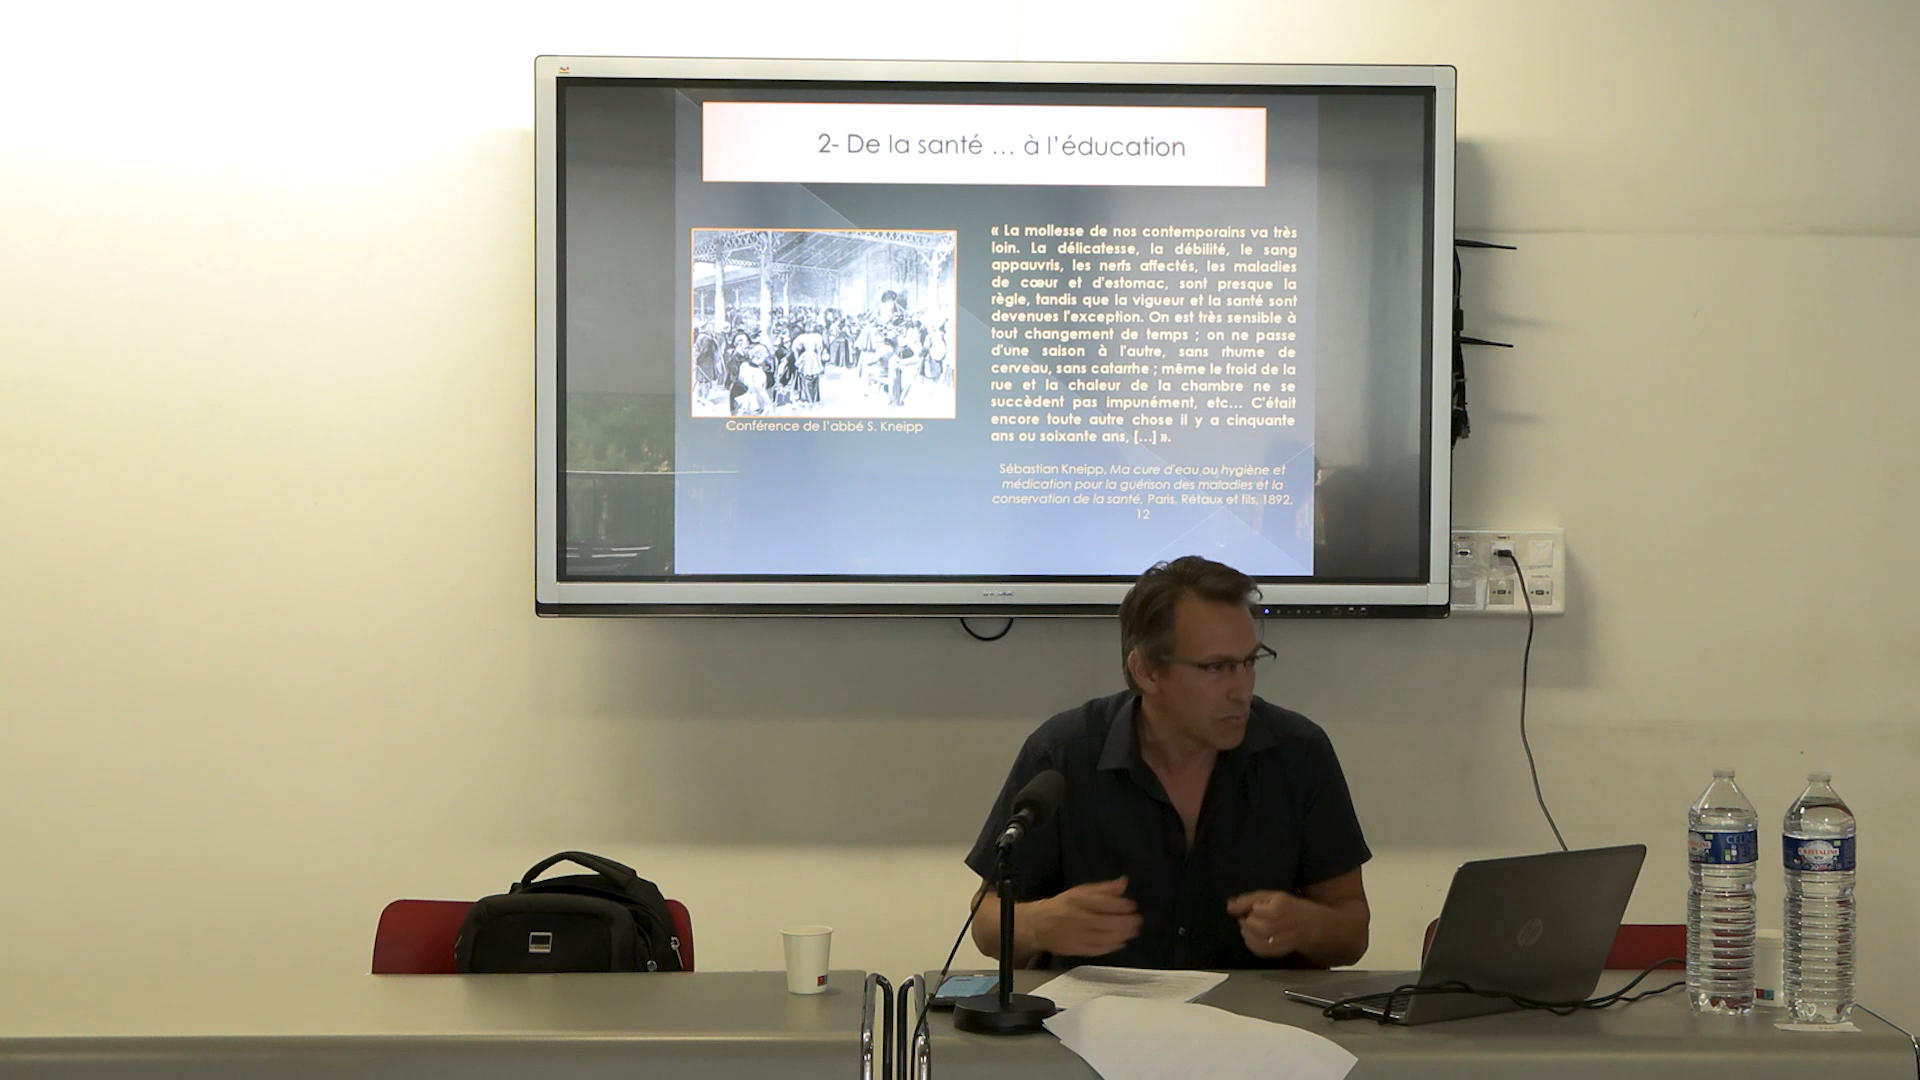 2- De la santé … à l'éducation
« La mollesse de nos contemporains va très
loin. La délicatesse, la débilité, le sang
appauvris, les nerfs affectés, les maladies
de cœur et d'estomac, sont presque la
règle, tandis que la vigueur et la santé sont
devenues l'exception. On est très sensible à
tout changement de temps ; on ne passe
d'une saison à l'autre, sans rhume de
cerveau, sans catarrhe ; même le froid de la
rue et la chaleur de la chambre ne se
succèdent pas impunément, etc… C'était
encore toute autre chose il y a cinquante
ans ou soixante ans, […] ».
Conférence de l'abbé S. Kneipp
Sébastian Kneipp, Ma cure d'eau ou hygiène et
médication pour la guérison des maladies et la
conservation de la santé, Paris, Rétaux et fils, 1892,
12
hp
CRISTALINE